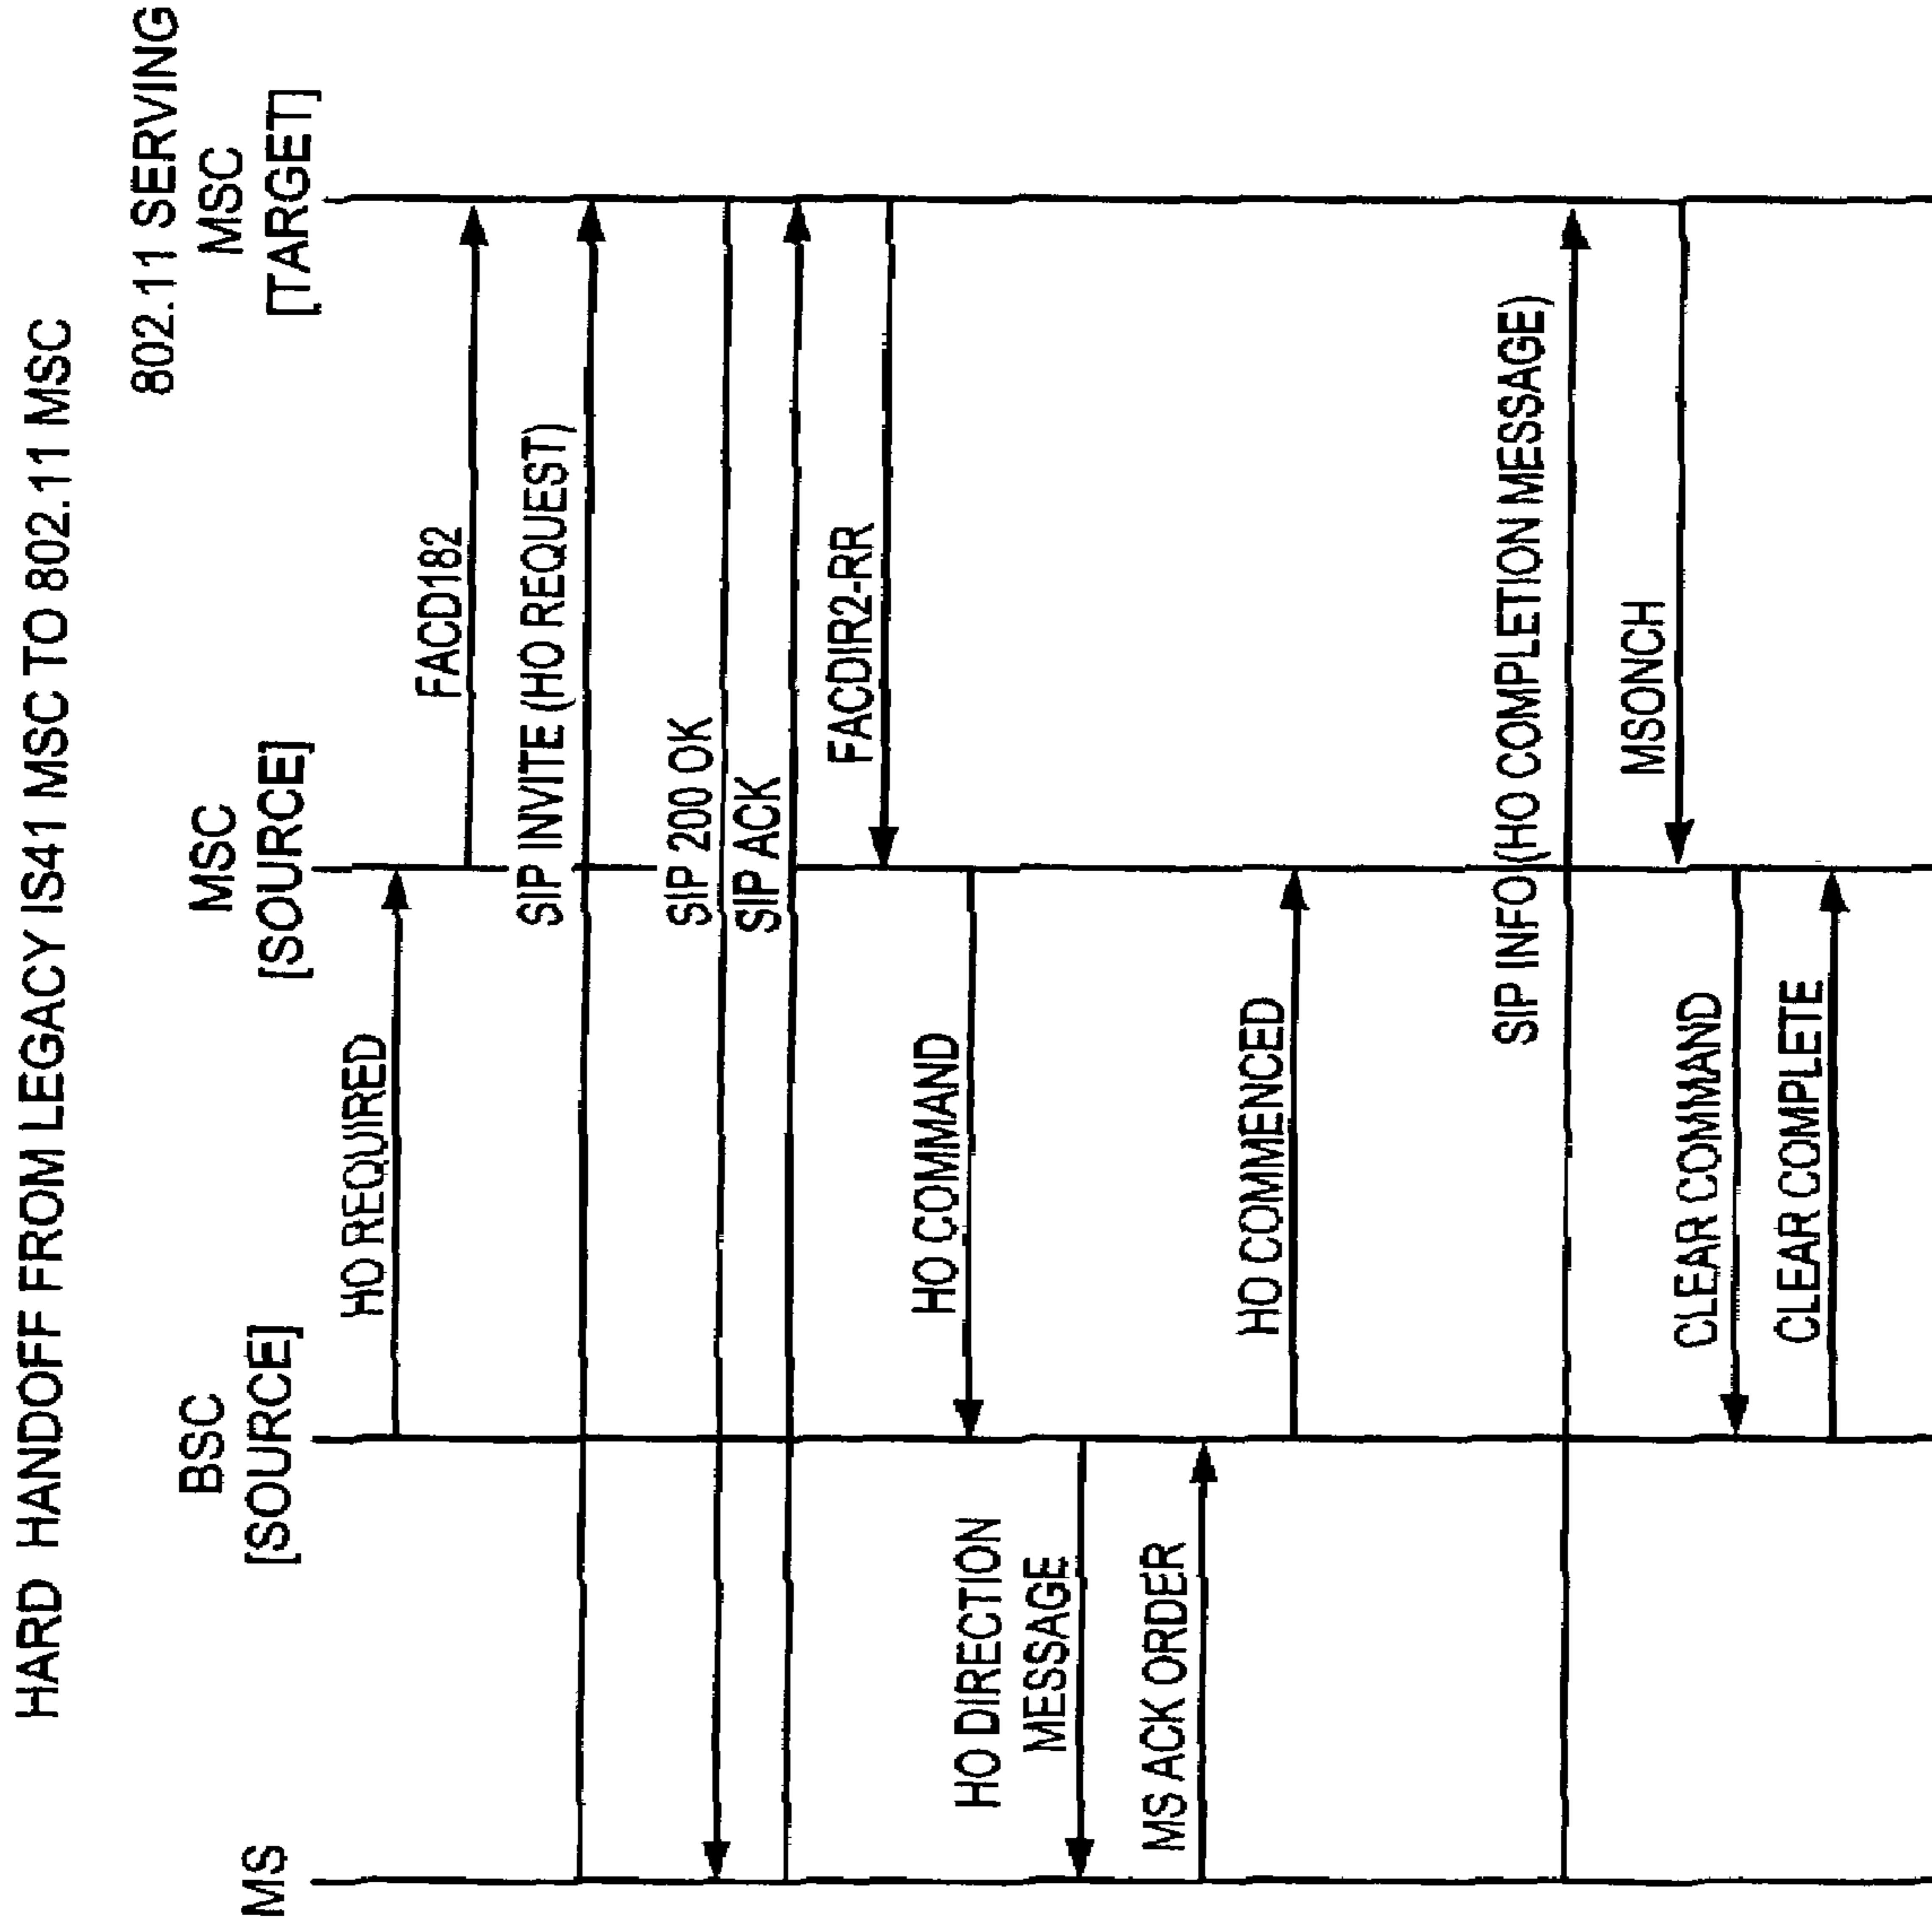 HARD HANDOFF FROM LEGACY IS41 MSC TO 802.11 MSC
MS
BSC
[SOURCE]
MSC
[SOURCE]
802.11 SERVING
MSC
[TARGET]
HO REQUIRED
FACD182
SIP INVITE (HO REQUEST)
SIP 200 OK
SIP ACK
FACDIR2-RR
HO COMMAND
HO DIRECTION
MESSAGE
MS ACK ORDER
HO COMMENCED
SIP INFO (HO COMPLETION MESSAGE)
MSONCH
CLEAR COMMAND
CLEAR COMPLETE